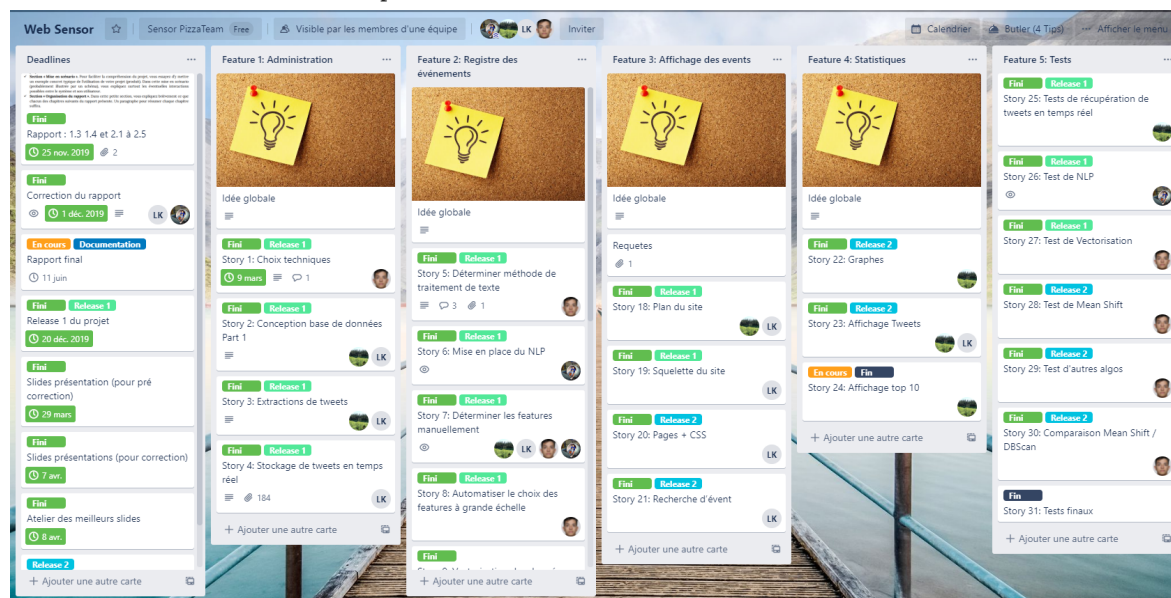 Web Sensor
Sensor PizzaTeam Free
Visible par les membres d'une équipe
LK
Inviter
Calendrier
Butler (4 Tips)
Afficher le menu
Deadlines
Fini
Rapport : 1.3 1.4 et 2.1 à 2.5
25 nov. 2019 2
Fini
Correction du rapport
1 déc. 2019 LK
En cours Documentation
Rapport final
11 juin
Fini Release 1
Release 1 du projet
20 déc. 2019
Fini
Slides présentation (pour pré
correction)
29 mars
Fini
Slides présentations (pour correction)
7 avr.
Fini
Atelier des meilleurs slides
8 avr.
Release 2
+ Ajouter une autre carte
Feature 1: Administration
Idée globale
Fini Release 1
Story 1: Choix techniques
9 mars 1
Fini Release 1
Story 2: Conception base de données
Part 1
LK
Fini Release 1
Story 3: Extractions de tweets
LK
Fini Release 1
Story 4: Stockage de tweets en temps
réel
184 LK
+ Ajouter une autre carte
Feature 2: Registre des
événements
Idée globale
Fini Release 1
Story 5: Déterminer méthode de
traitement de texte
3 1
Fini Release 1
Story 6: Mise en place du NLP
Fini Release 1
Story 7: Déterminer les features
manuellement
LK
Fini Release 1
Story 8: Automatiser le choix des
features à grande échelle
Fini
+ Ajouter une autre carte
Feature 3: Affichage des events
Idée globale
Requetes
1
Fini Release 1
Story 18: Plan du site
LK
Fini Release 1
Story 19: Squelette du site
LK
Fini Release 2
Story 20: Pages + CSS
LK
Fini Release 2
Story 21: Recherche d'évent
LK
+ Ajouter une autre carte
Feature 4: Statistiques
Idée globale
Fini Release 2
Story 22: Graphes
Fini Release 2
Story 23: Affichage Tweets
LK
En cours Fin
Story 24: Affichage top 10
+ Ajouter une autre carte
Feature 5: Tests
Fini Release 1
Story 25: Tests de récupération de
tweets en temps réel
Fini Release 1
Story 26: Test de NLP
Fini Release 1
Story 27: Test de Vectorisation
Fini Release 2
Story 28: Test de Mean Shift
Fini Release 2
Story 29: Test d'autres algos
Fini Release 2
Story 30: Comparaison Mean Shift /
DBScan
Fin
Story 31: Tests finaux
+ Ajouter une autre carte